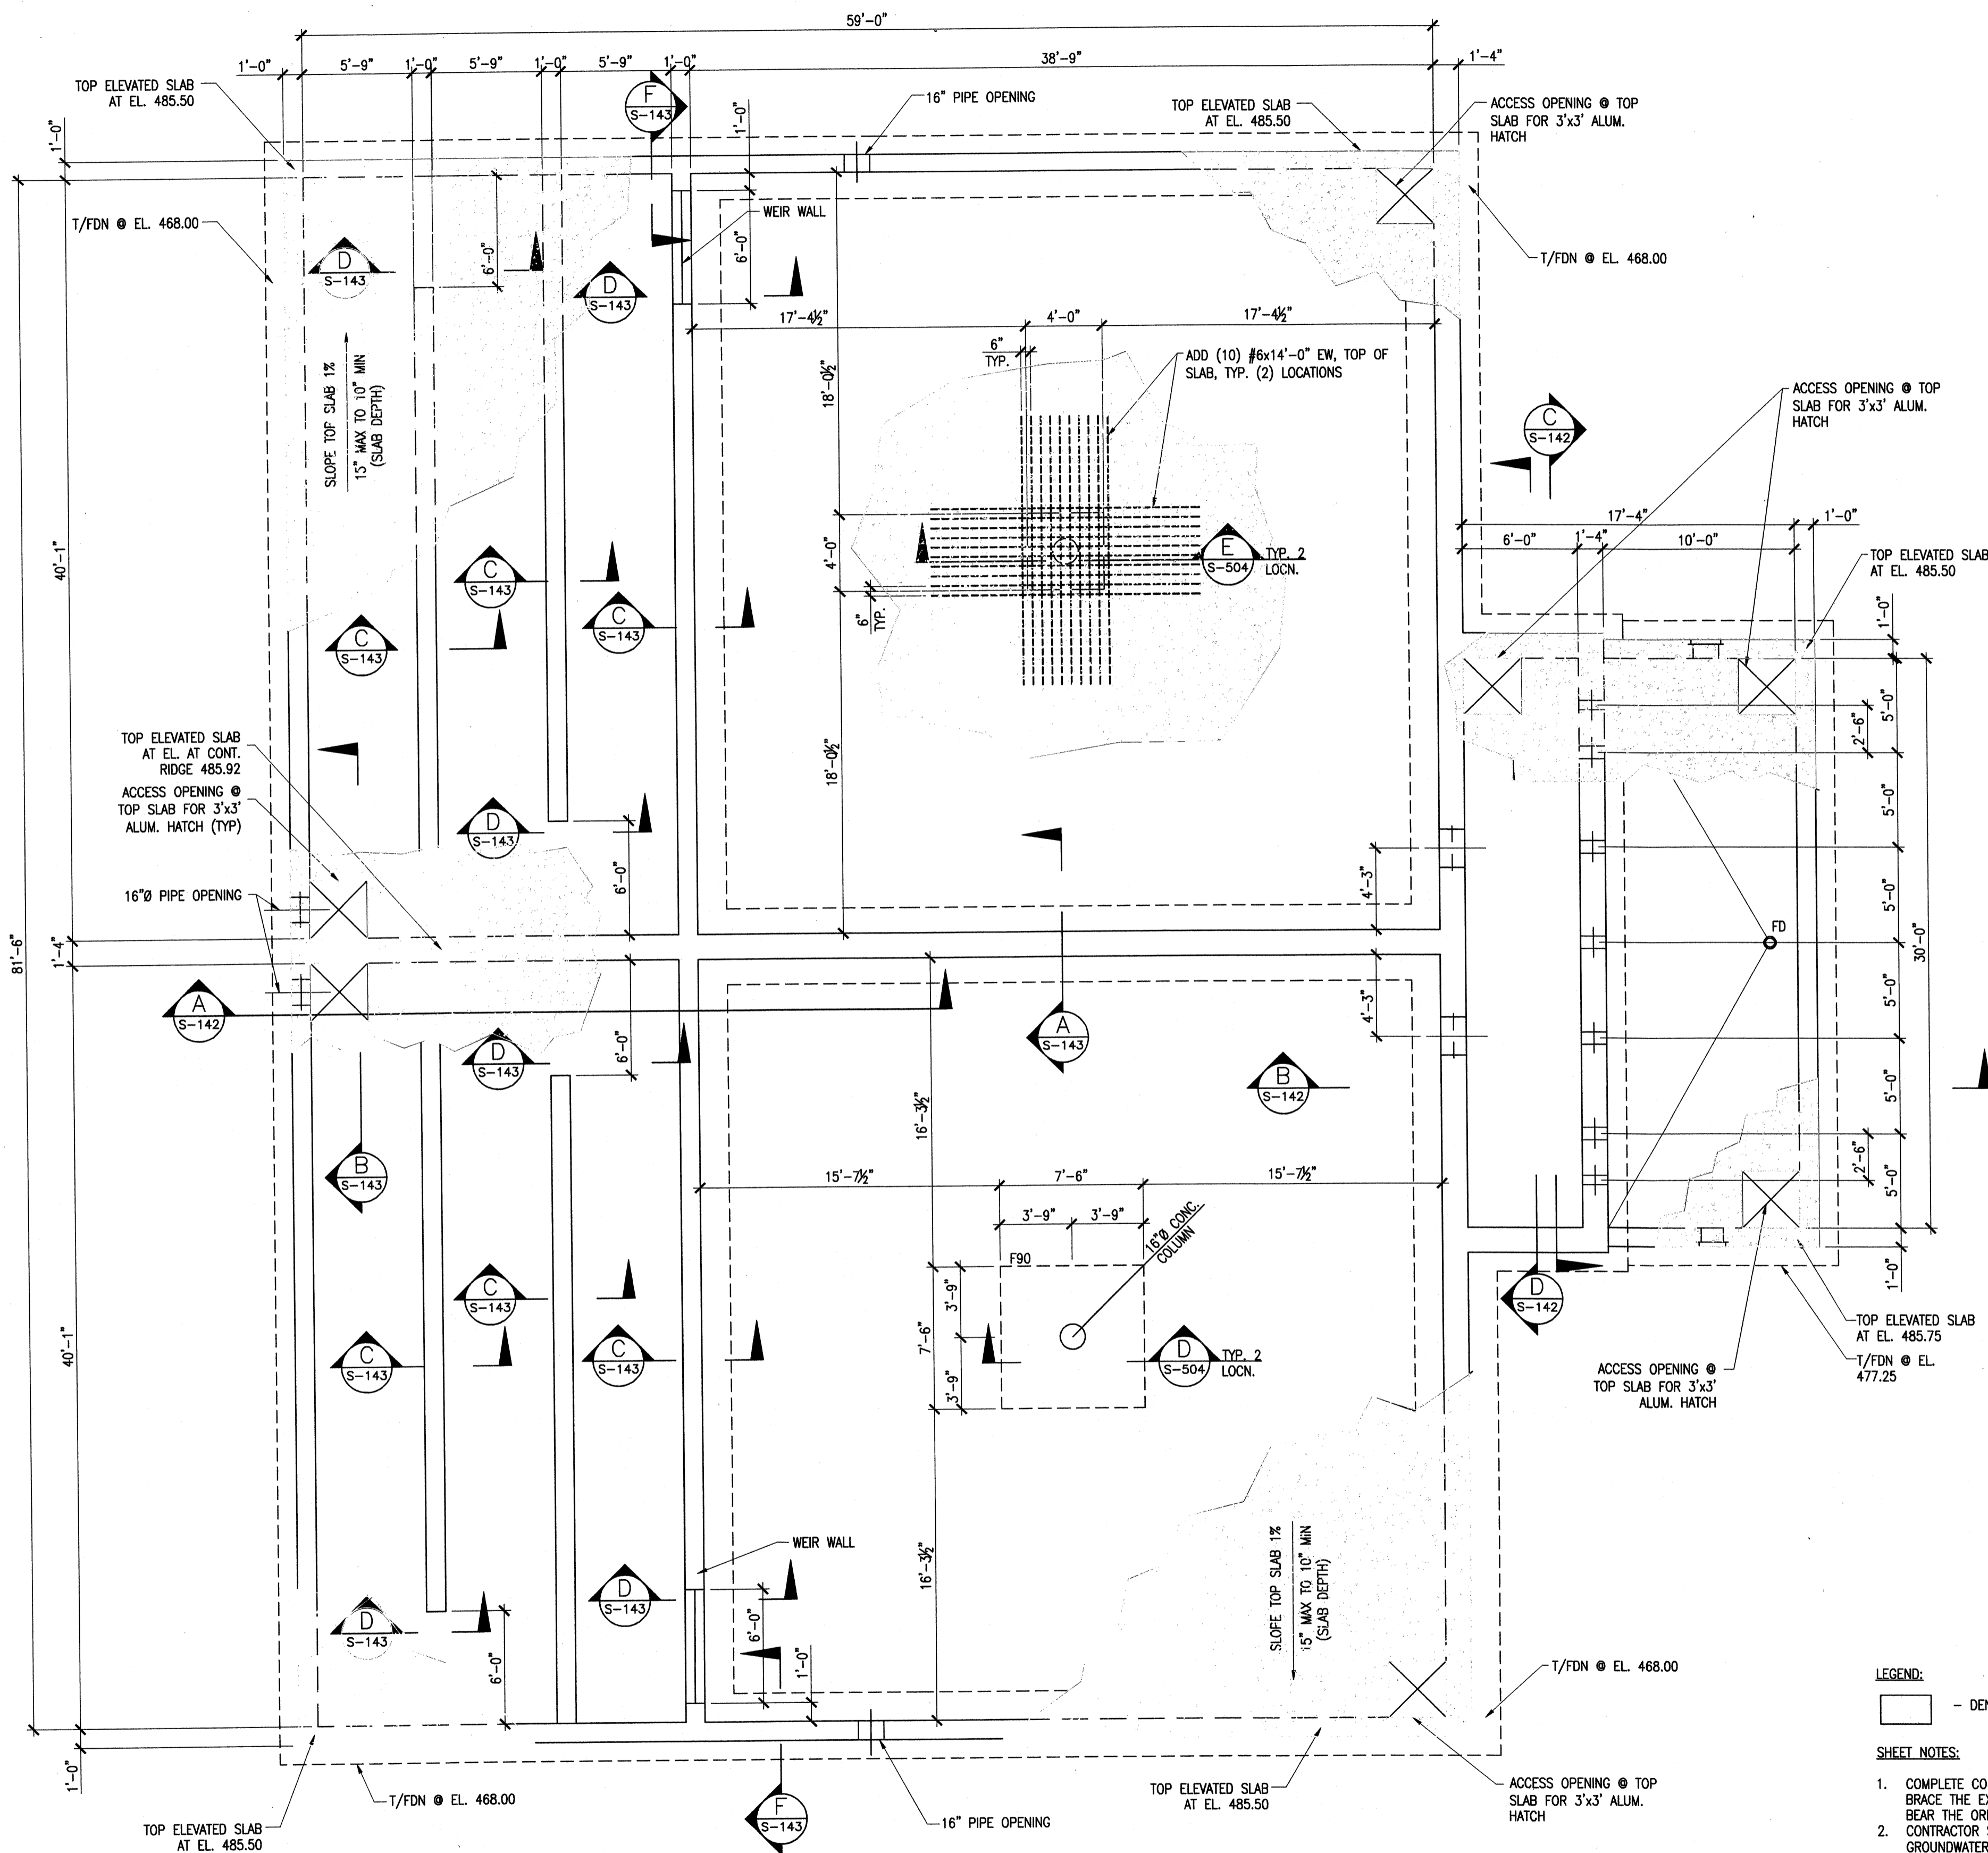 59'-0"
1'-0" 5'-9" 1'-0" 5'-9" 1'-0" 5'-9" 1'-0" 38'-9" 1'-4"
TOP ELEVATED SLAB
AT EL. 485.50
F
S-143
16" PIPE OPENING
TOP ELEVATED SLAB
AT EL. 485.50
ACCESS OPENING @ TOP
SLAB FOR 3'x3' ALUM.
HATCH
1'-0"
1'-0"
T/FDN @ EL. 468.00
WEIR WALL
6'-0"
6'-0"
D
S-143
D
S-143
T/FDN @ EL. 468.00
17'-4½" 4'-0" 17'-4½"
6"
TYP.
ADD (10) #6x14'-0" EW, TOP OF
SLAB, TYP. (2) LOCATIONS
SLOPE TOP SLAB 1%
15" MAX TO 10" MIN
(SLAB DEPTH)
18'-0½"
ACCESS OPENING @ TOP
SLAB FOR 3'x3' ALUM.
HATCH
C
S-142
17'-4" 1'-0"
6'-0" 1'-4" 10'-0"
TOP ELEVATED SLAB
AT EL. 485.50
40'-1"
4'-0"
E
S-504
TYP. 2
LOCN.
C
S-143
C
S-143
C
S-143
6"
TYP.
1'-0"
5'-0"
2'-6"
TOP ELEVATED SLAB
AT EL. AT CONT.
RIDGE 485.92
18'-0½"
ACCESS OPENING @
TOP SLAB FOR 3'x3'
ALUM. HATCH (TYP)
D
S-143
5'-0"
16"Ø PIPE OPENING
6'-0"
4'-3"
5'-0"
FD
81'-6"
1'-4"
30'-0"
A
S-142
6'-0"
4'-3"
5'-0"
D
S-143
A
S-143
B
S-142
5'-0"
16'-3½"
B
S-143
15'-7½" 7'-6" 15'-7½"
3'-9" 3'-9"
2'-6"
5'-0"
16"Ø CONC.
COLUMN
F90
3'-9"
1'-0"
C
S-143
7'-6"
D
S-142
C
S-143
C
S-143
3'-9"
D
S-504
TYP. 2
LOCN.
TOP ELEVATED SLAB
AT EL. 485.75
T/FDN @ EL.
477.25
ACCESS OPENING @
TOP SLAB FOR 3'x3'
ALUM. HATCH
40'-1"
16'-3½"
WEIR WALL
SLOPE TOP SLAB 1%
15" MAX TO 10" MIN
(SLAB DEPTH)
D
S-143
D
S-143
6'-0"
6'-0"
1'-0"
T/FDN @ EL. 468.00
LEGEND:
SHEET NOTES:
1'-0"
T/FDN @ EL. 468.00
TOP ELEVATED SLAB
AT EL. 485.50
F
S-143
16" PIPE OPENING
TOP ELEVATED SLAB
AT EL. 485.50
ACCESS OPENING @ TOP
SLAB FOR 3'x3' ALUM.
HATCH
1. COMPLETE
BRACE THE
BEAR THE
2. CONTRACTOR
GROUNDWATER